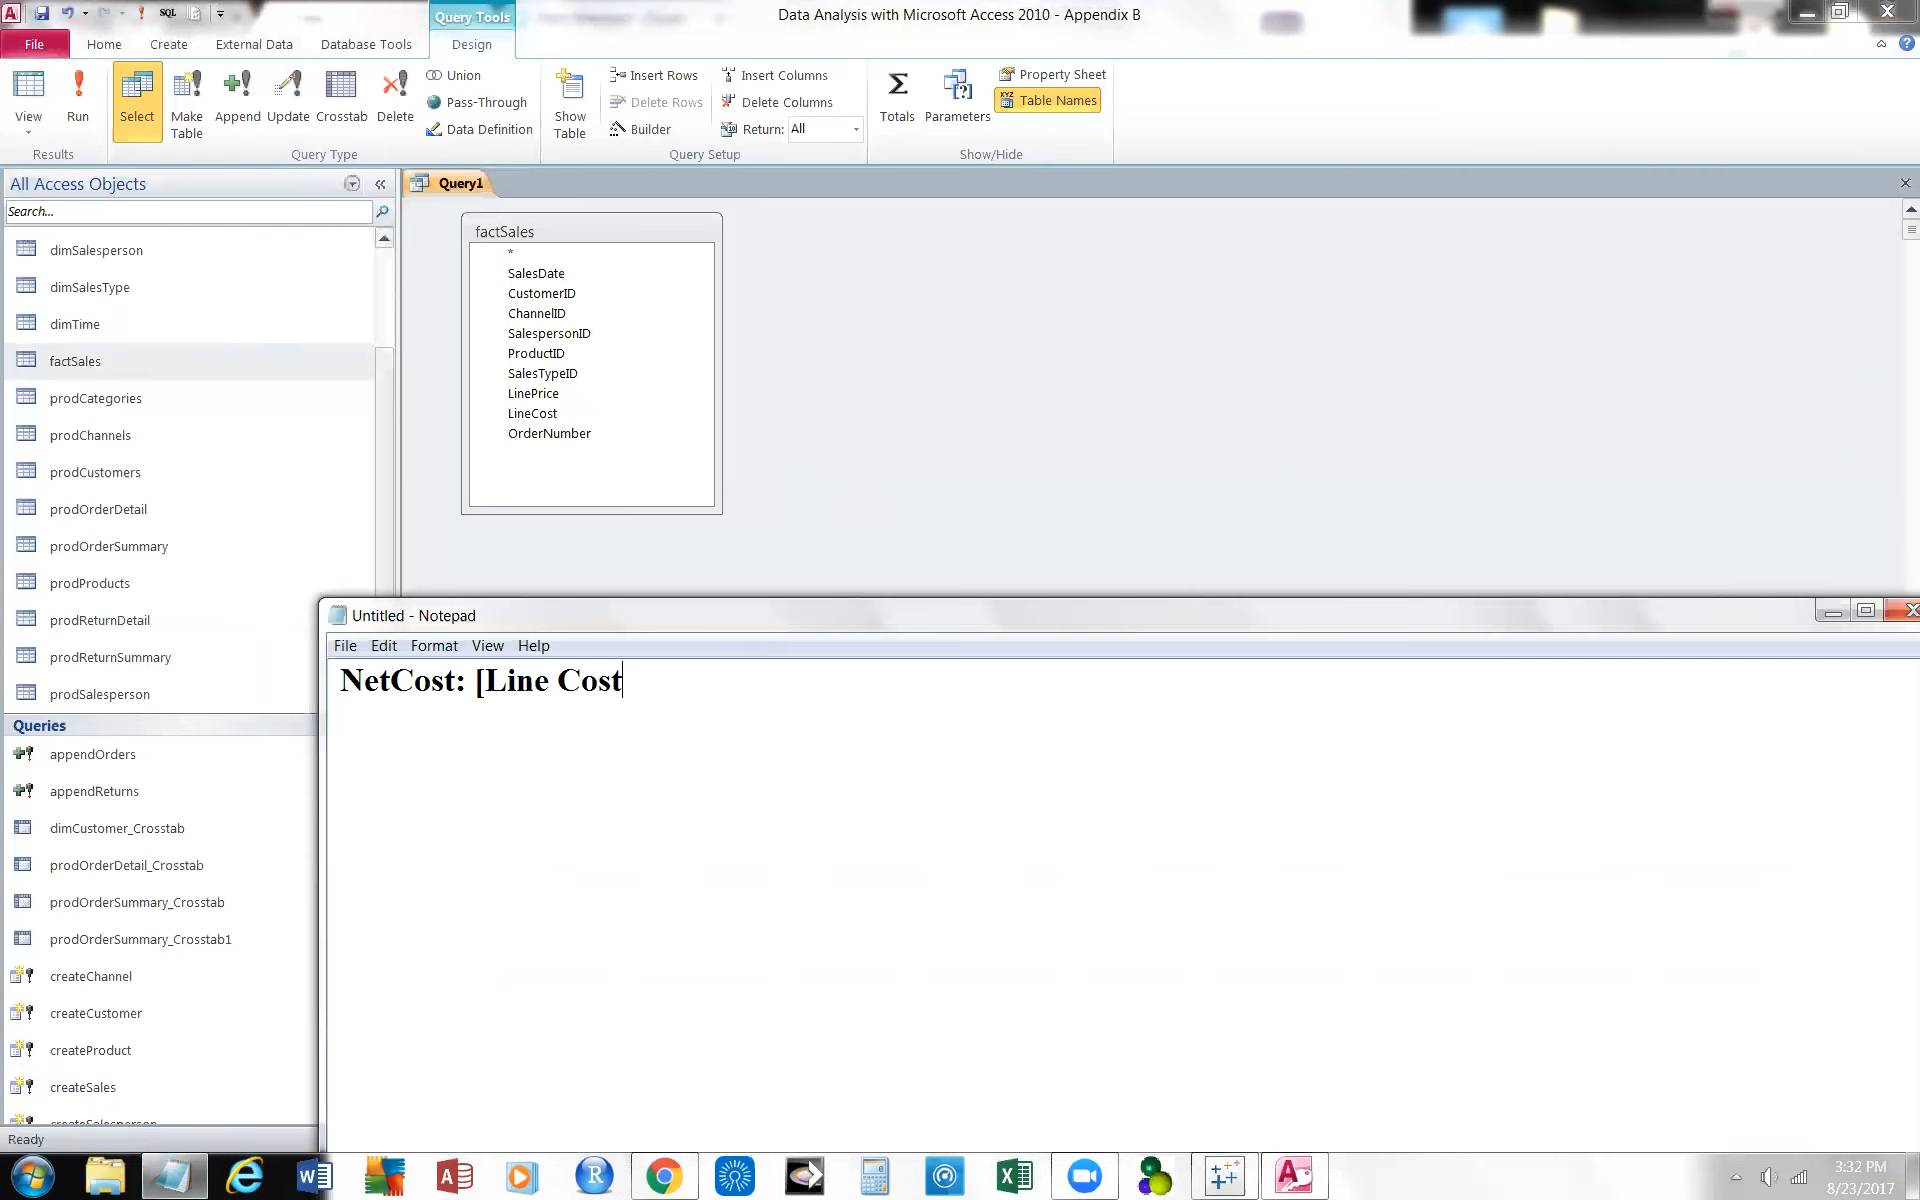 SQL
Query Tools
Data Analysis with Microsoft Access 2010 - Appendix B
File Home Create External Data Database Tools Design
View Run Select Make Table Append Update Crosstab Delete
Union
Pass-Through
Data Definition
Show Table
Insert Rows
Delete Rows
Builder
Insert Columns
Delete Columns
Return: All
Totals Parameters
Property Sheet
Table Names
Results Query Type Query Setup Show/Hide
All Access Objects
Search...
dimSalesperson
dimSalesType
dimTime
factSales
prodCategories
prodChannels
prodCustomers
prodOrderDetail
prodOrderSummary
prodProducts
prodReturnDetail
prodReturnSummary
prodSalesperson
Queries
appendOrders
appendReturns
dimCustomer_Crosstab
prodOrderDetail_Crosstab
prodOrderSummary_Crosstab
prodOrderSummary_Crosstab1
createChannel
createCustomer
createProduct
createSales
Query1
factSales
*
SalesDate
CustomerID
ChannelID
SalespersonID
ProductID
SalesTypeID
LinePrice
LineCost
OrderNumber
Untitled - Notepad
File Edit Format View Help
NetCost: [Line Cost
Ready
3:32 PM
8/23/2017